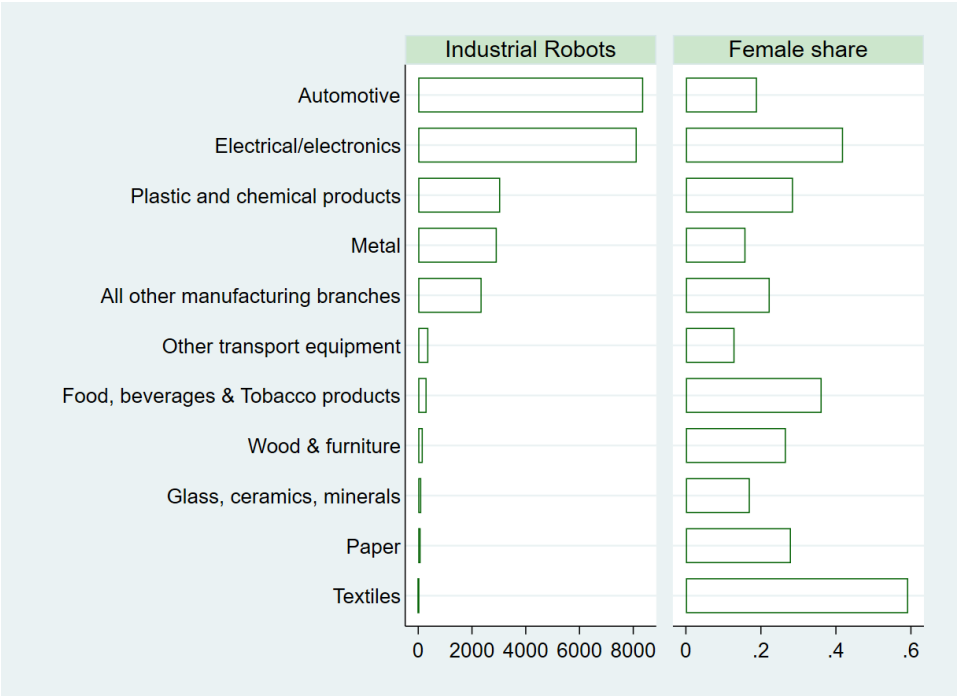 Industrial Robots
Female share
Automotive
Electrical/electronics
Plastic and chemical products
Metal
All other manufacturing branches
Other transport equipment
Food, beverages & Tobacco products
Wood & furniture
Glass, ceramics, minerals
Paper
Textiles
0 2000 4000 6000 8000
0 .2 .4 .6